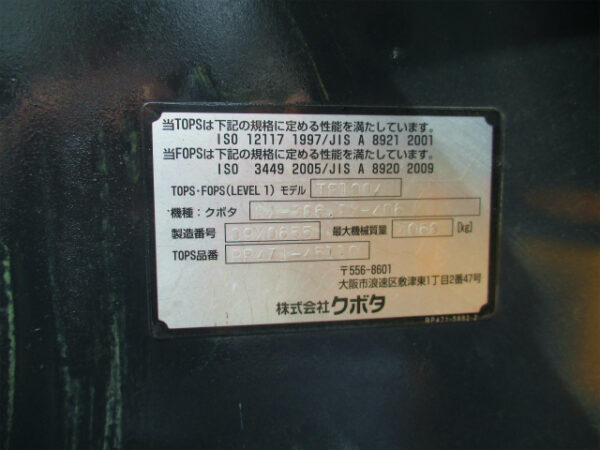 当TOPSは下記の規格に定める性能を満たしています。
ISO 12117 1997/JIS A 8921 2001
当FOPSは下記の規格に定める性能を満たしています。
ISO 3449 2005/JIS A 8920 2009
TOPS・FOPS(LEVEL 1) モデル
機種：クボタ
製造番号 最大機械質量 [kg]
TOPS品番
〒556-8601
大阪市浪速区敷津東1丁目2番47号
株式会社クボタ